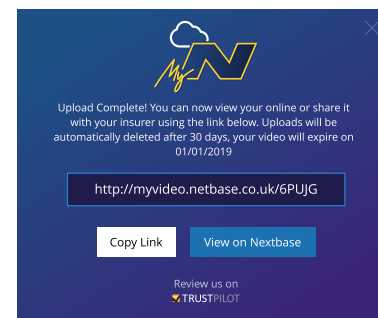 My N
Upload Complete! You can now view your online or share it
with your insurer using the link below. Uploads will be
automatically deleted after 30 days, your video will expire on
01/01/2019
http://myvideo.netbase.co.uk/6PUJG
Copy Link View on Nextbase
Review us on
TRUSTPILOT